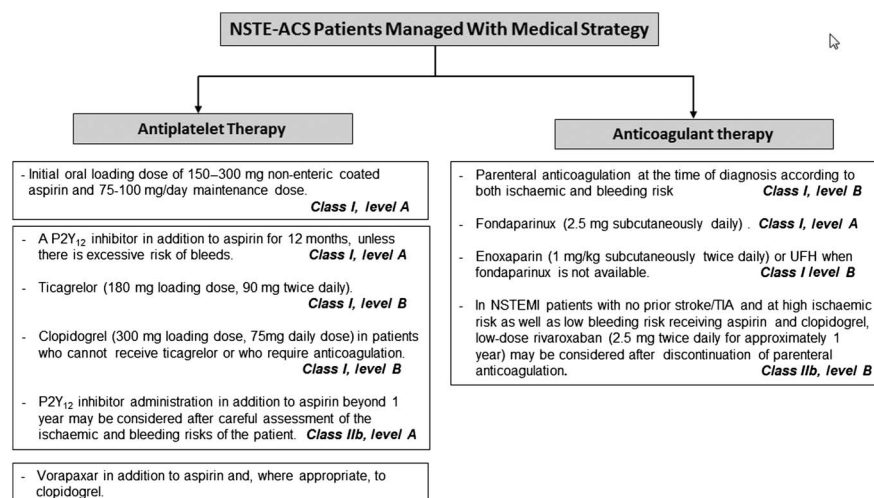 NSTE-ACS Patients Managed With Medical Strategy
Antiplatelet Therapy
- Initial oral loading dose of 150–300 mg non-enteric coated
aspirin and 75-100 mg/day maintenance dose.
Class I, level A
- A P2Y12 inhibitor in addition to aspirin for 12 months, unless
there is excessive risk of bleeds. Class I, level A
- Ticagrelor (180 mg loading dose, 90 mg twice daily).
Class I, level B
- Clopidogrel (300 mg loading dose, 75mg daily dose) in patients
who cannot receive ticagrelor or who require anticoagulation.
Class I, level B
- P2Y12 inhibitor administration in addition to aspirin beyond 1
year may be considered after careful assessment of the
ischaemic and bleeding risks of the patient. Class IIb, level A
- Vorapaxar in addition to aspirin and, where appropriate, to
clopidogrel.
Anticoagulant therapy
- Parenteral anticoagulation at the time of diagnosis according to
both ischaemic and bleeding risk Class I, level B
- Fondaparinux (2.5 mg subcutaneously daily) . Class I, level A
- Enoxaparin (1 mg/kg subcutaneously twice daily) or UFH when
fondaparinux is not available. Class I level B
- In NSTEMI patients with no prior stroke/TIA and at high ischaemic
risk as well as low bleeding risk receiving aspirin and clopidogrel,
low-dose rivaroxaban (2.5 mg twice daily for approximately 1
year) may be considered after discontinuation of parenteral
anticoagulation. Class IIb, level B